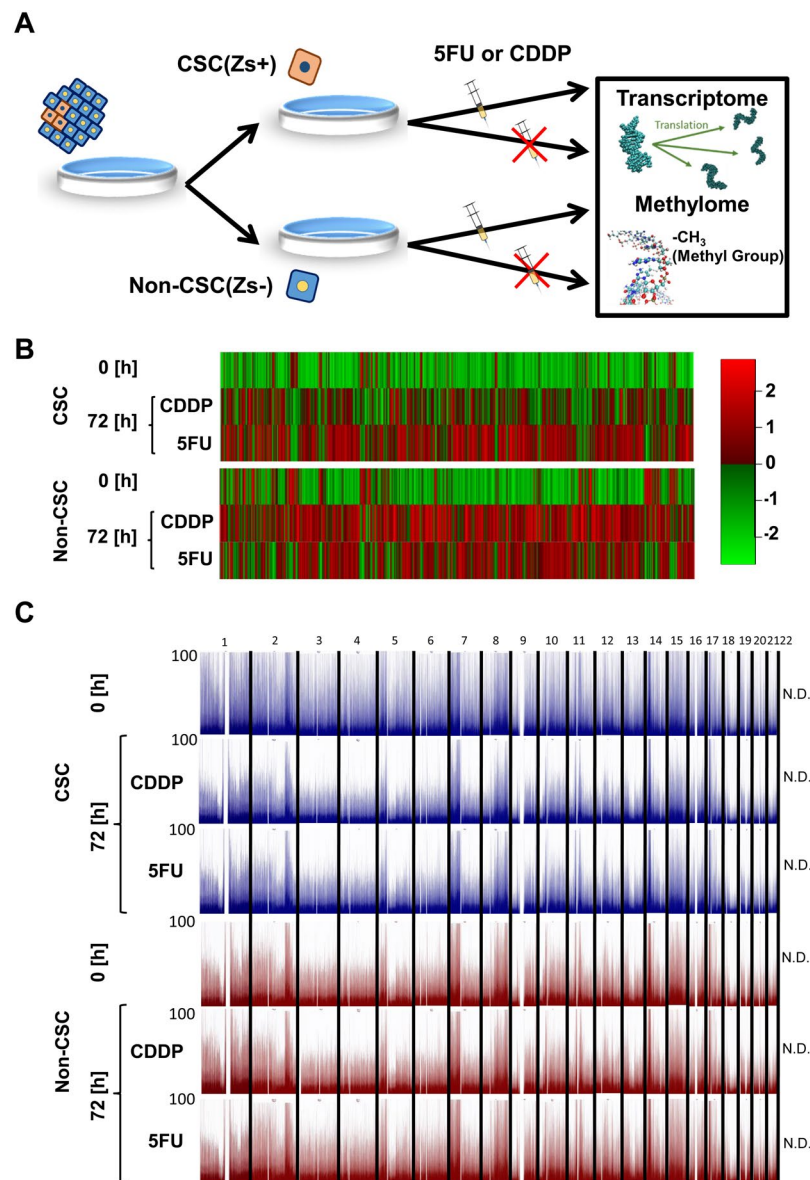 A
CSC(Zs+)
5FU or CDDP
Transcriptome
Translation
Methylome
-CH₃
(Methyl Group)
Non-CSC(Zs-)
B
CSC
0 [h]
72 [h]
CDDP
5FU
Non-CSC
0 [h]
72 [h]
CDDP
5FU
2
1
0
-1
-2
C
1 2 3 4 5 6 7 8 9 10 11 12 13 14 15 16 17 18 19 20 21 22
CSC
0 [h]
100
N.D.
72 [h]
CDDP
100
N.D.
5FU
100
N.D.
Non-CSC
0 [h]
100
N.D.
72 [h]
CDDP
100
N.D.
5FU
100
N.D.